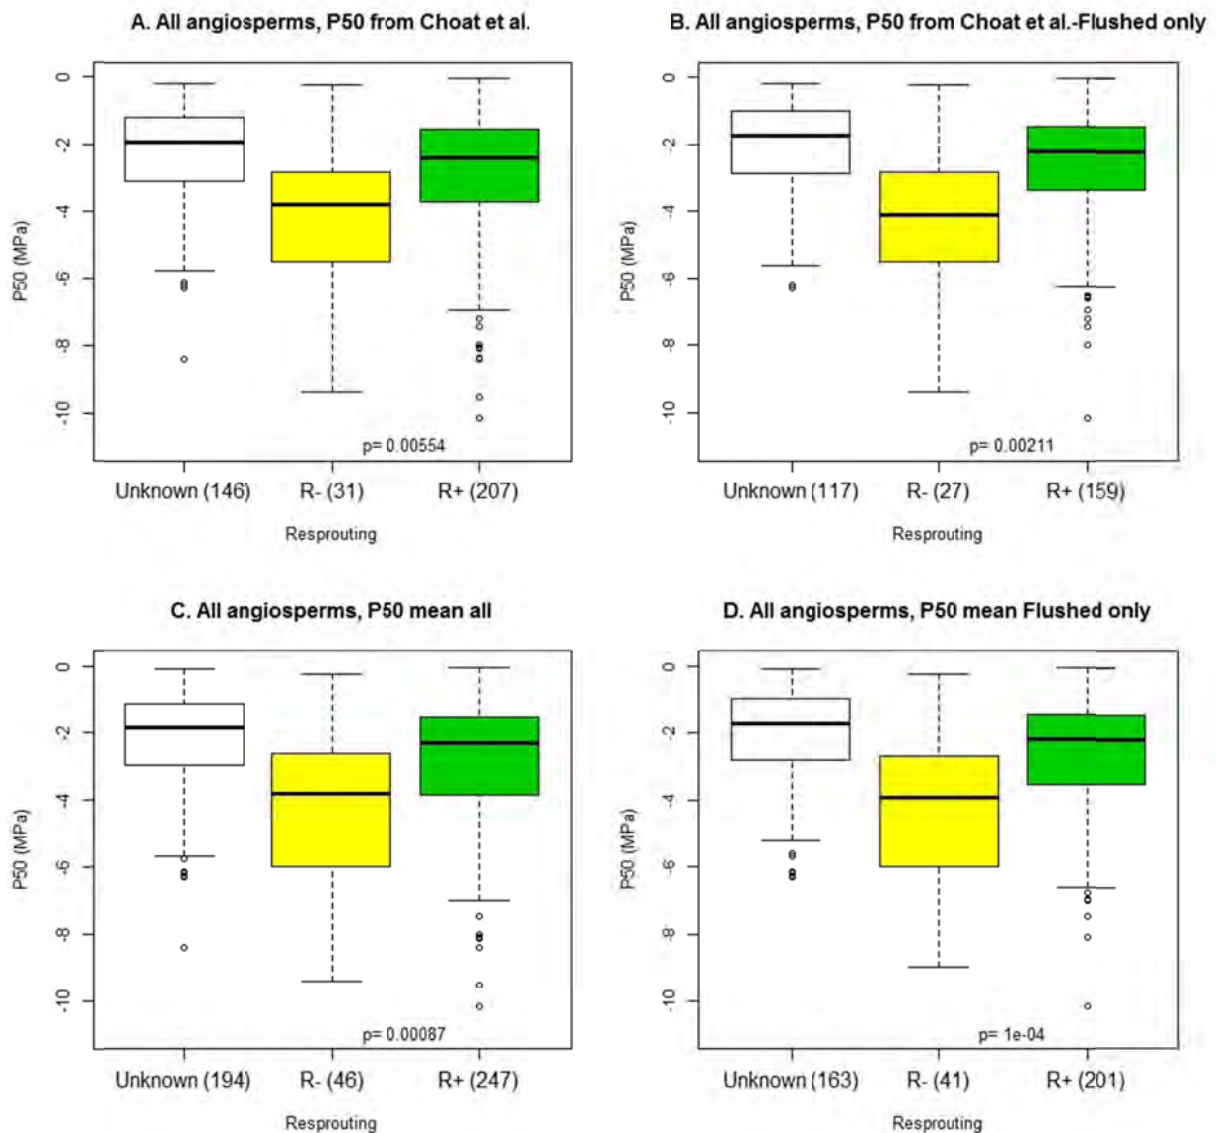 A. All angiosperms, P50 from Choat et al.
P50 (MPa)
0
-2
-4
-6
-8
-10
p= 0.00554
Unknown (146) R- (31) R+ (207)
Resprouting
B. All angiosperms, P50 from Choat et al.-Flushed only
P50 (MPa)
0
-2
-4
-6
-8
-10
p= 0.00211
Unknown (117) R- (27) R+ (159)
Resprouting
C. All angiosperms, P50 mean all
P50 (MPa)
0
-2
-4
-6
-8
-10
p= 0.00087
Unknown (194) R- (46) R+ (247)
Resprouting
D. All angiosperms, P50 mean Flushed only
P50 (MPa)
0
-2
-4
-6
-8
-10
p= 1e-04
Unknown (163) R- (41) R+ (201)
Resprouting